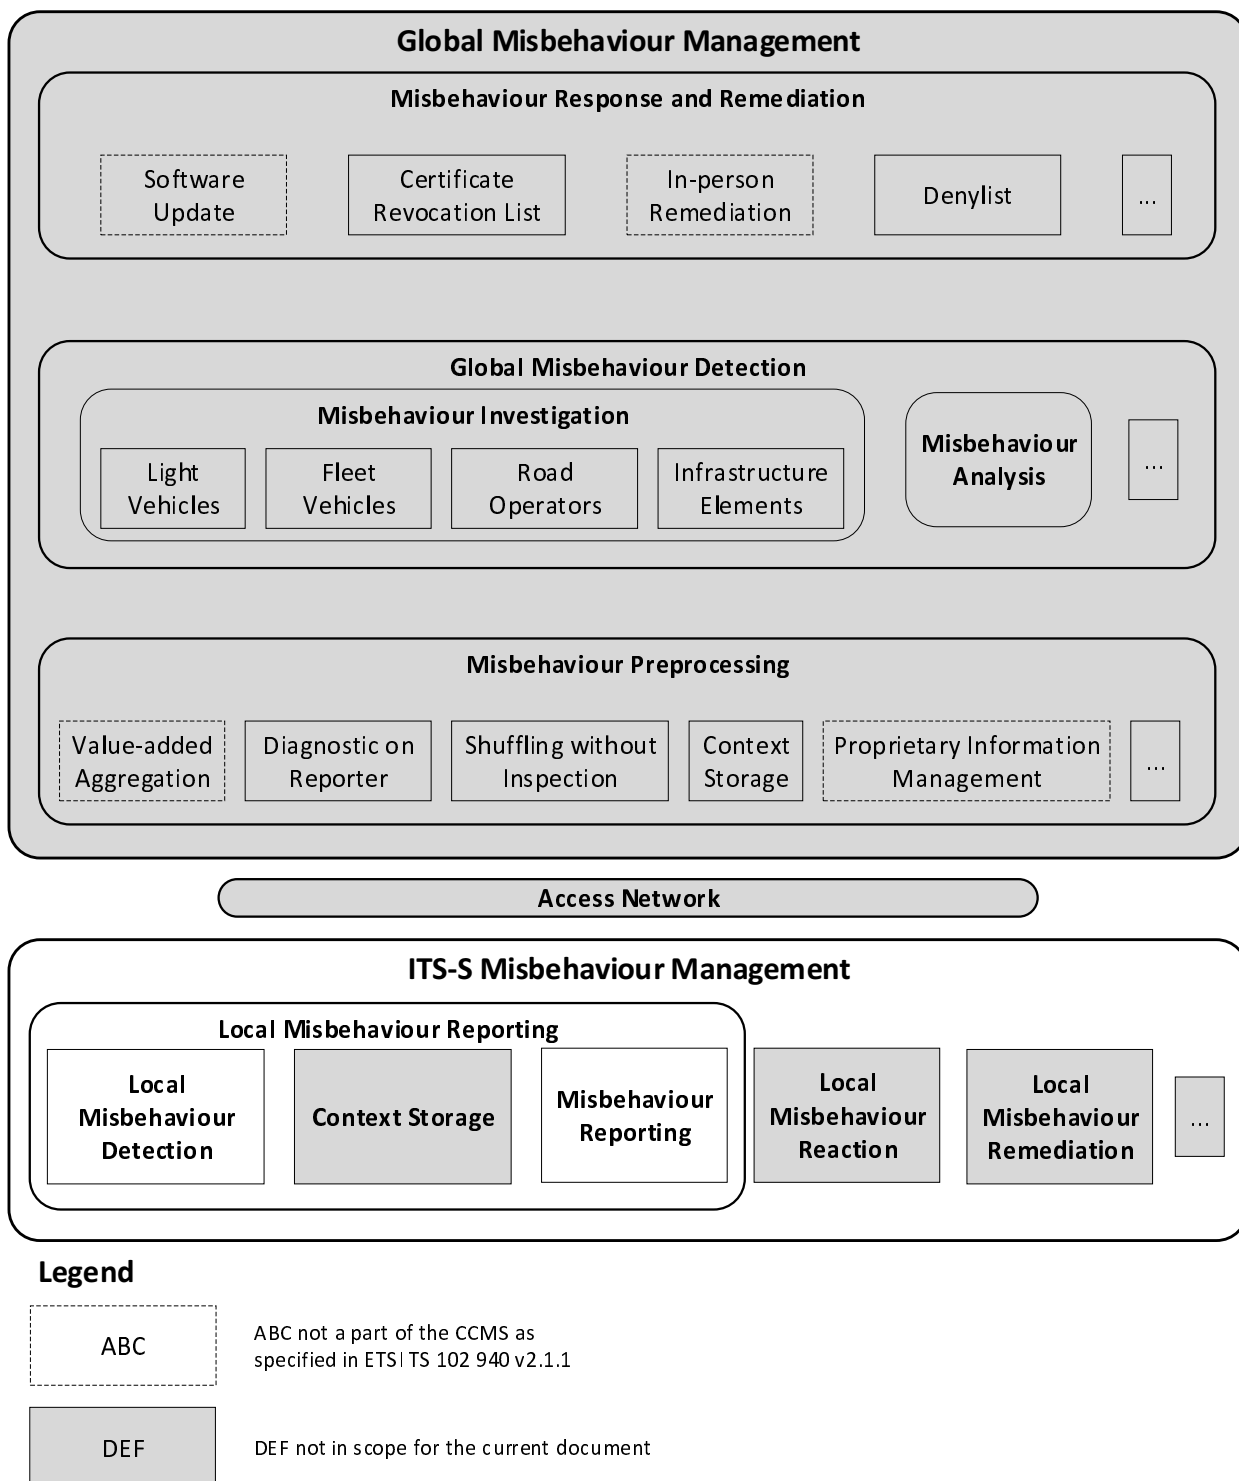 Global Misbehaviour Management
Misbehaviour Response and Remediation
Software
Update
Certificate
Revocation List
In-person
Remediation
Denylist
...
Global Misbehaviour Detection
Misbehaviour Investigation
Light
Vehicles
Fleet
Vehicles
Road
Operators
Infrastructure
Elements
Misbehaviour
Analysis
...
Misbehaviour Preprocessing
Value-added
Aggregation
Diagnostic on
Reporter
Shuffling without
Inspection
Context
Storage
Proprietary Information
Management
...
Access Network
ITS-S Misbehaviour Management
Local Misbehaviour Reporting
Local
Misbehaviour
Detection
Context Storage
Misbehaviour
Reporting
Local
Misbehaviour
Reaction
Local
Misbehaviour
Remediation
...
Legend
ABC
ABC not a part of the CCMS as
specified in ETSI TS 102 940 v2.1.1
DEF
DEF not in scope for the current document